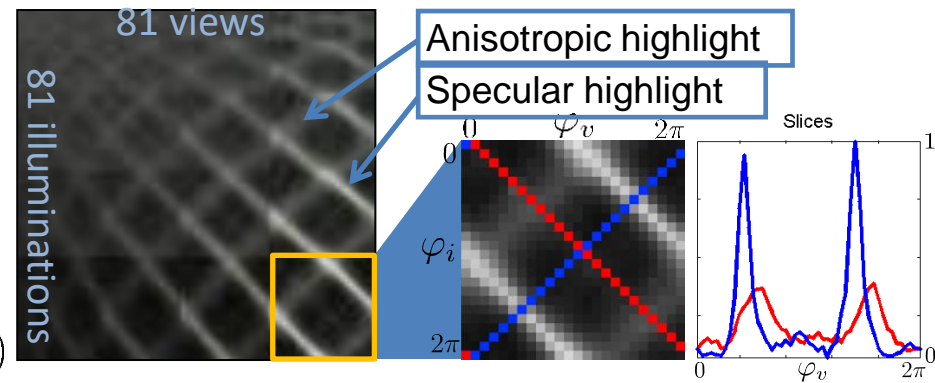 81 views
81 illuminations
Anisotropic highlight
Specular highlight
0 φv 2π
0
φi
2π
Slices
1
0
0 φv 2π
)